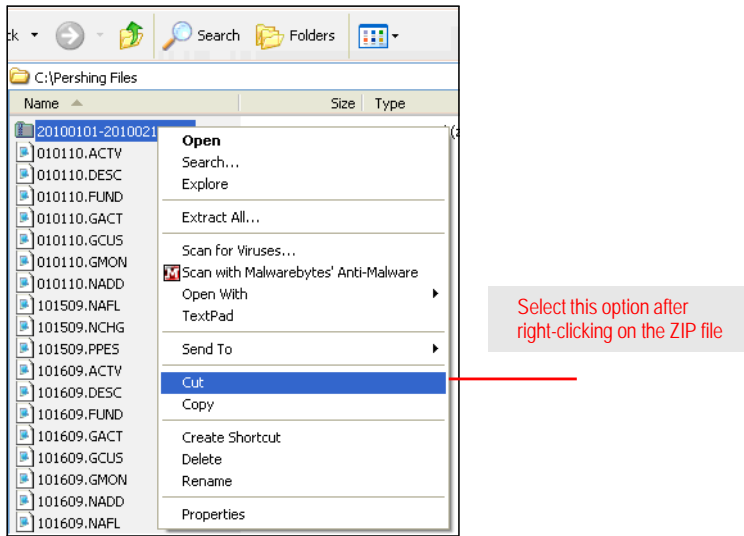 ck
Search
Folders
C:\Pershing Files
Name
Size
Type
20100101-2010021
010110.ACTV
010110.DESC
010110.FUND
010110.GACT
010110.GCUS
010110.GMON
010110.NADD
101509.NAFL
101509.NCHG
101509.PPES
101609.ACTV
101609.DESC
101609.FUND
101609.GACT
101609.GCUS
101609.GMON
101609.NADD
101609.NAFL
Open
Search...
Explore
Extract All...
Scan for Viruses...
Scan with Malwarebytes' Anti-Malware
Open With
TextPad
Send To
Cut
Copy
Create Shortcut
Delete
Rename
Properties
Select this option after
right-clicking on the ZIP file